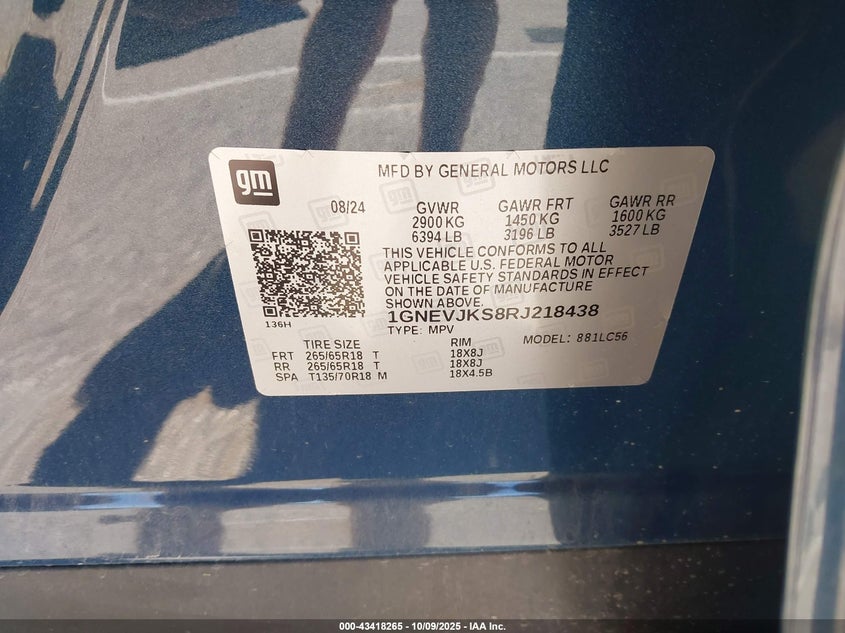 gm
MFD BY GENERAL MOTORS LLC
08/24 GVWR GAWR FRT GAWR RR
2900 KG 1450 KG 1600 KG
6394 LB 3196 LB 3527 LB
THIS VEHICLE CONFORMS TO ALL
APPLICABLE U.S. FEDERAL MOTOR
VEHICLE SAFETY STANDARDS IN EFFECT
ON THE DATE OF MANUFACTURE
SHOWN ABOVE.
136H
1GNEVJKS8RJ218438
TYPE: MPV MODEL: 881LC56
TIRE SIZE RIM
FRT 265/65R18 T 18X8J
RR 265/65R18 T 18X8J
SPA T135/70R18 M 18X4.5B
000-43418265 - 10/09/2025 - IAA Inc.